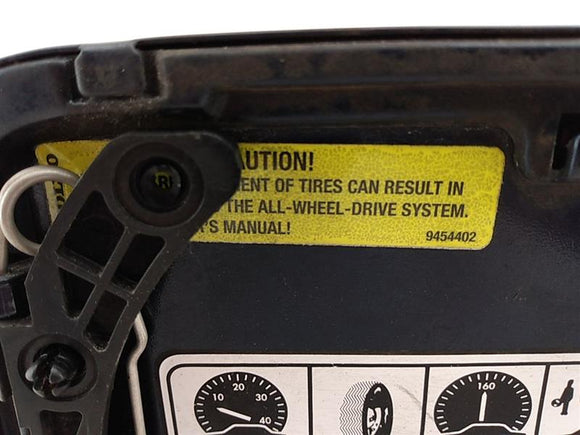 AUTION!
ENT OF TIRES CAN RESULT IN
THE ALL-WHEEL-DRIVE SYSTEM.
'S MANUAL!
9454402
10 20 30 40
160